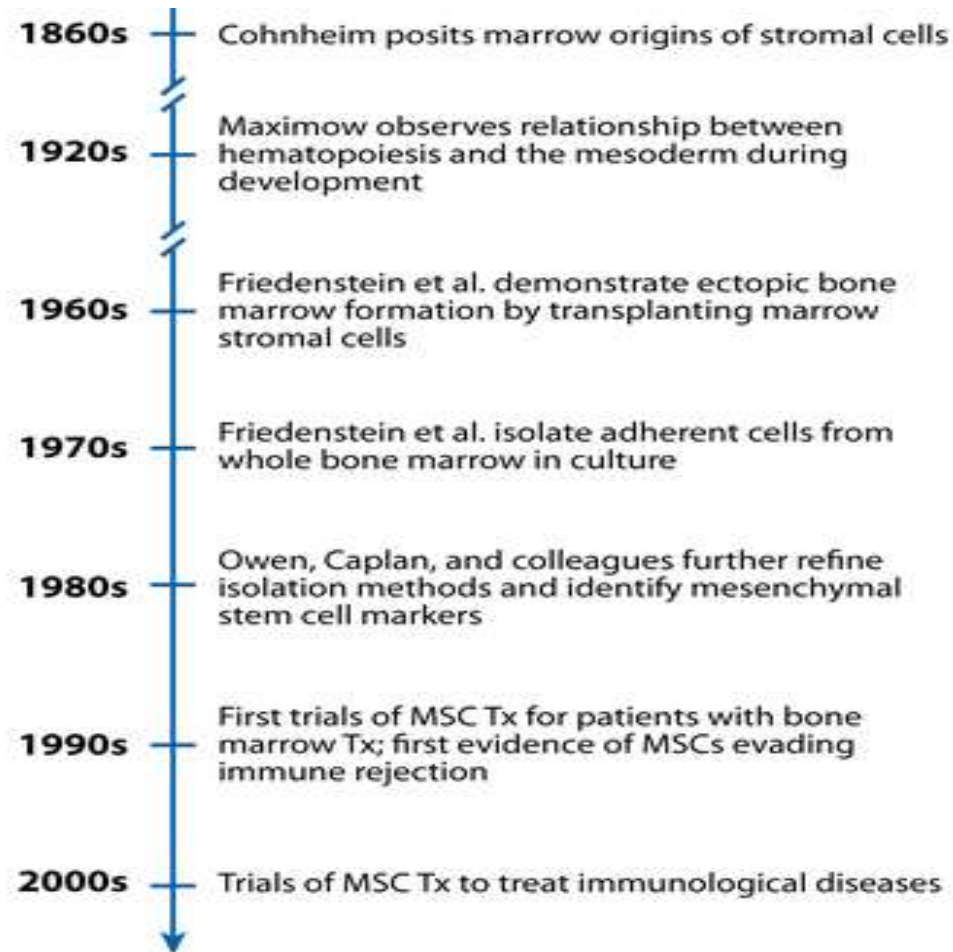 1860s Cohnheim posits marrow origins of stromal cells
1920s
Maximow observes relationship between
hematopoiesis and the mesoderm during
development
1960s
Friedenstein et al. demonstrate ectopic bone
marrow formation by transplanting marrow
stromal cells
1970s
Friedenstein et al. isolate adherent cells from
whole bone marrow in culture
1980s
Owen, Caplan, and colleagues further refine
isolation methods and identify mesenchymal
stem cell markers
1990s
First trials of MSC Tx for patients with bone
marrow Tx; first evidence of MSCs evading
immune rejection
2000s Trials of MSC Tx to treat immunological diseases